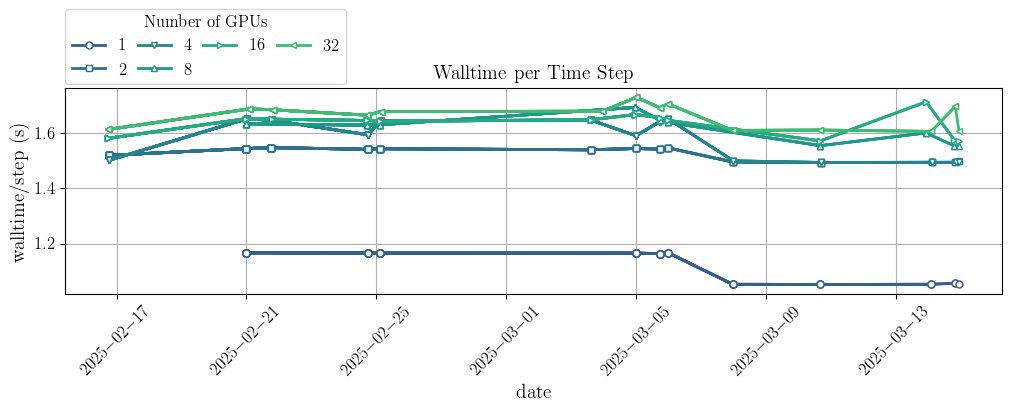 Number of GPUs
1 4 16 32
2 8
Walltime per Time Step
walltime/step (s)
1.6
1.4
1.2
2025−02−17 2025−02−21 2025−02−25 2025−03−01 2025−03−05 2025−03−09 2025−03−13
date